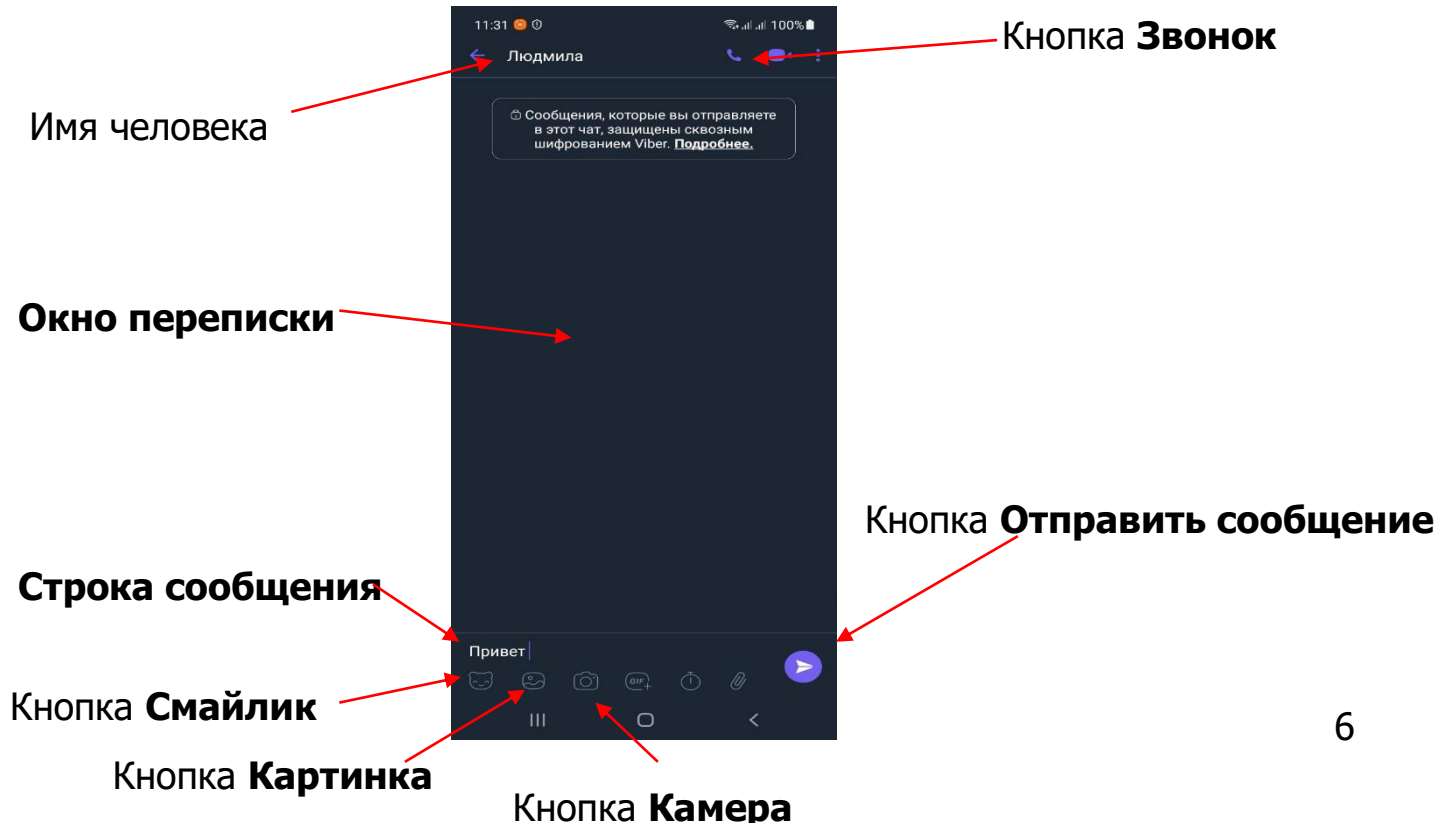 11:31
100%
Кнопка Звонок
Людмила
Имя человека
Сообщения, которые вы отправляете
в этот чат, защищены сквозным
шифрованием Viber. Подробнее.
Окно переписки
Кнопка Отправить сообщение
Строка сообщения
Привет
GIF
Кнопка Смайлик
6
Кнопка Картинка
Кнопка Камера